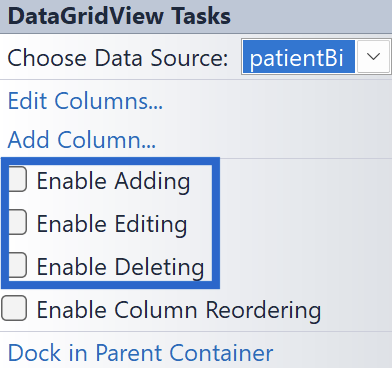 DataGridView Tasks
Choose Data Source: patientBi
Edit Columns...
Add Column...
Enable Adding
Enable Editing
Enable Deleting
Enable Column Reordering
Dock in Parent Container